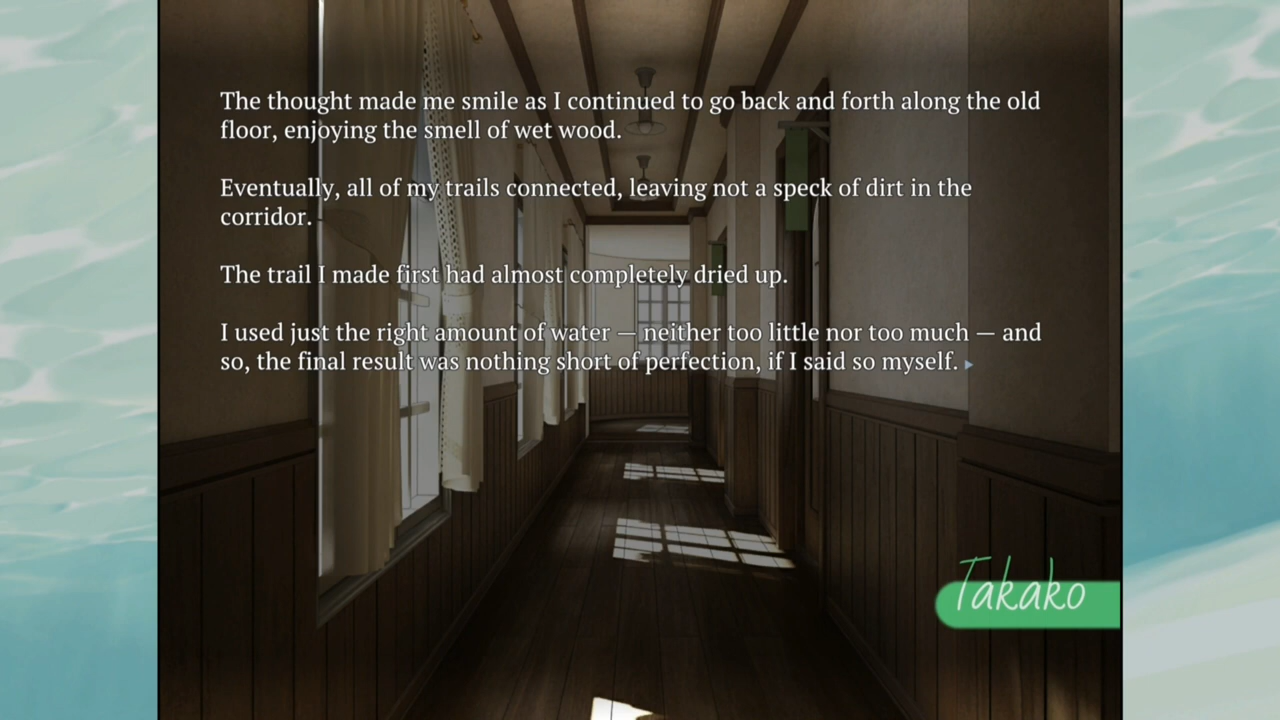 The thought made me smile as I continued to go back and forth along the old
floor, enjoying the smell of wet wood.
Eventually, all of my trails connected, leaving not a speck of dirt in the
corridor.
The trail I made first had almost completely dried up.
I used just the right amount of water — neither too little nor too much — and
so, the final result was nothing short of perfection, if I said so myself.
Takako